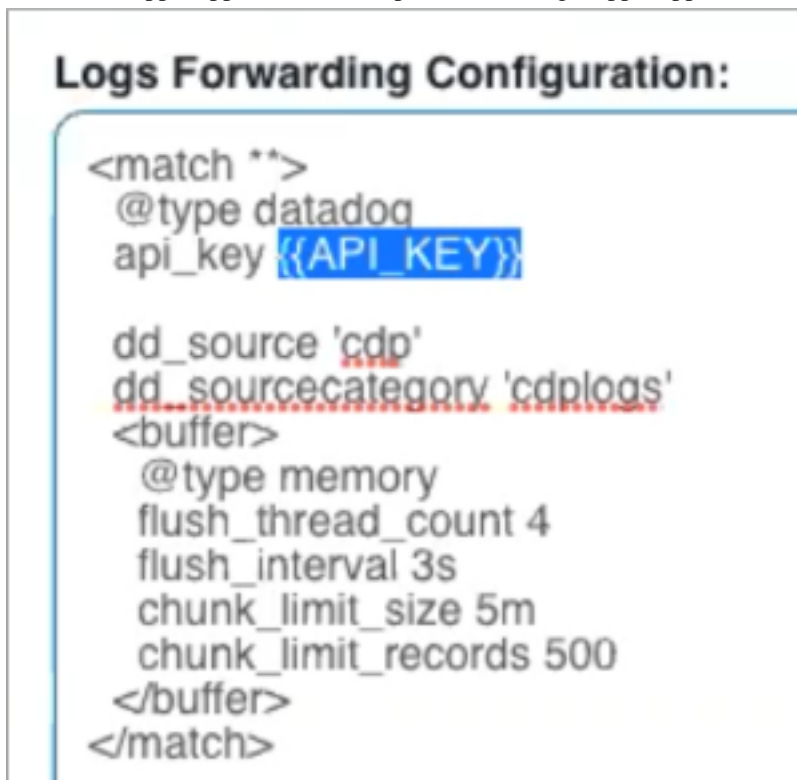 Logs Forwarding Configuration:
<match **>
@type datadog
api_key {{API_KEY}}
dd_source 'cdp'
dd_sourcecategory 'cdplogs'
<buffer>
@type memory
flush_thread_count 4
flush_interval 3s
chunk_limit_size 5m
chunk_limit_records 500
</buffer>
</match>